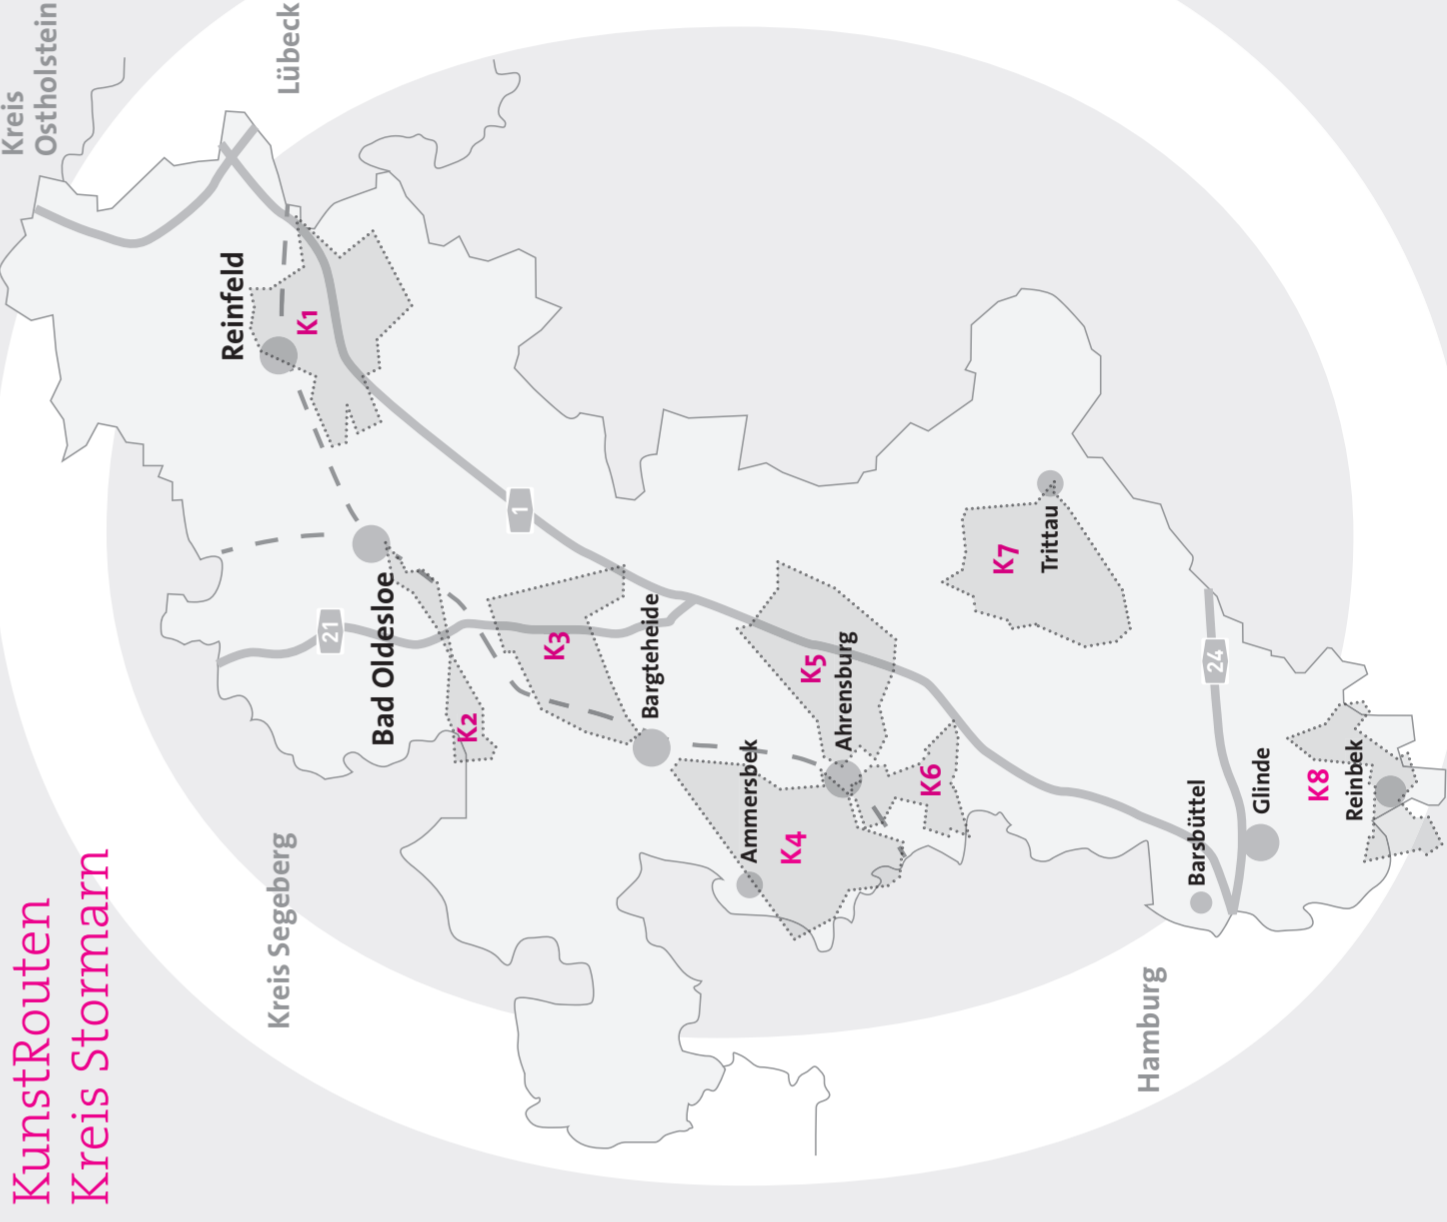 KunstRouten
Kreis Stormarn
Kreis
Ostholstein
Lübeck
Kreis Segeberg
Hamburg
Reinfeld
K1
1
21
Bad Oldesloe
K2
K3
Bargteheide
Ammersbek
K4
K5
Ahrensburg
K6
K7
Trittau
24
Barsbüttel
Glinde
K8
Reinbek